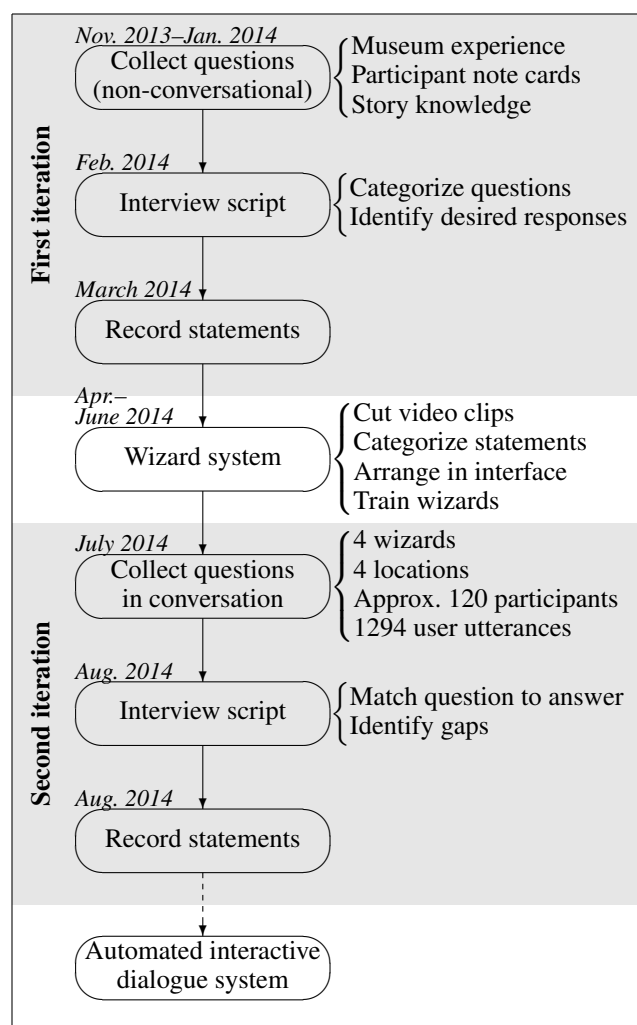 First iteration
Nov. 2013–Jan. 2014
Collect questions
(non-conversational)
Museum experience
Participant note cards
Story knowledge
Feb. 2014
Interview script
Categorize questions
Identify desired responses
March 2014
Record statements
Apr.–
June 2014
Wizard system
Cut video clips
Categorize statements
Arrange in interface
Train wizards
Second iteration
July 2014
Collect questions
in conversation
4 wizards
4 locations
Approx. 120 participants
1294 user utterances
Aug. 2014
Interview script
Match question to answer
Identify gaps
Aug. 2014
Record statements
Automated interactive
dialogue system